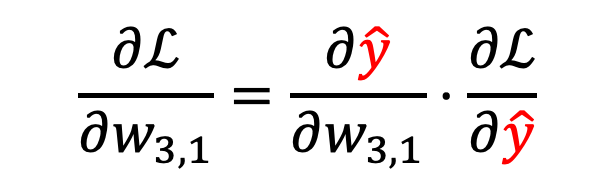 ∂ℒ/∂w₃,₁ = ∂ŷ/∂w₃,₁ · ∂ℒ/∂ŷ